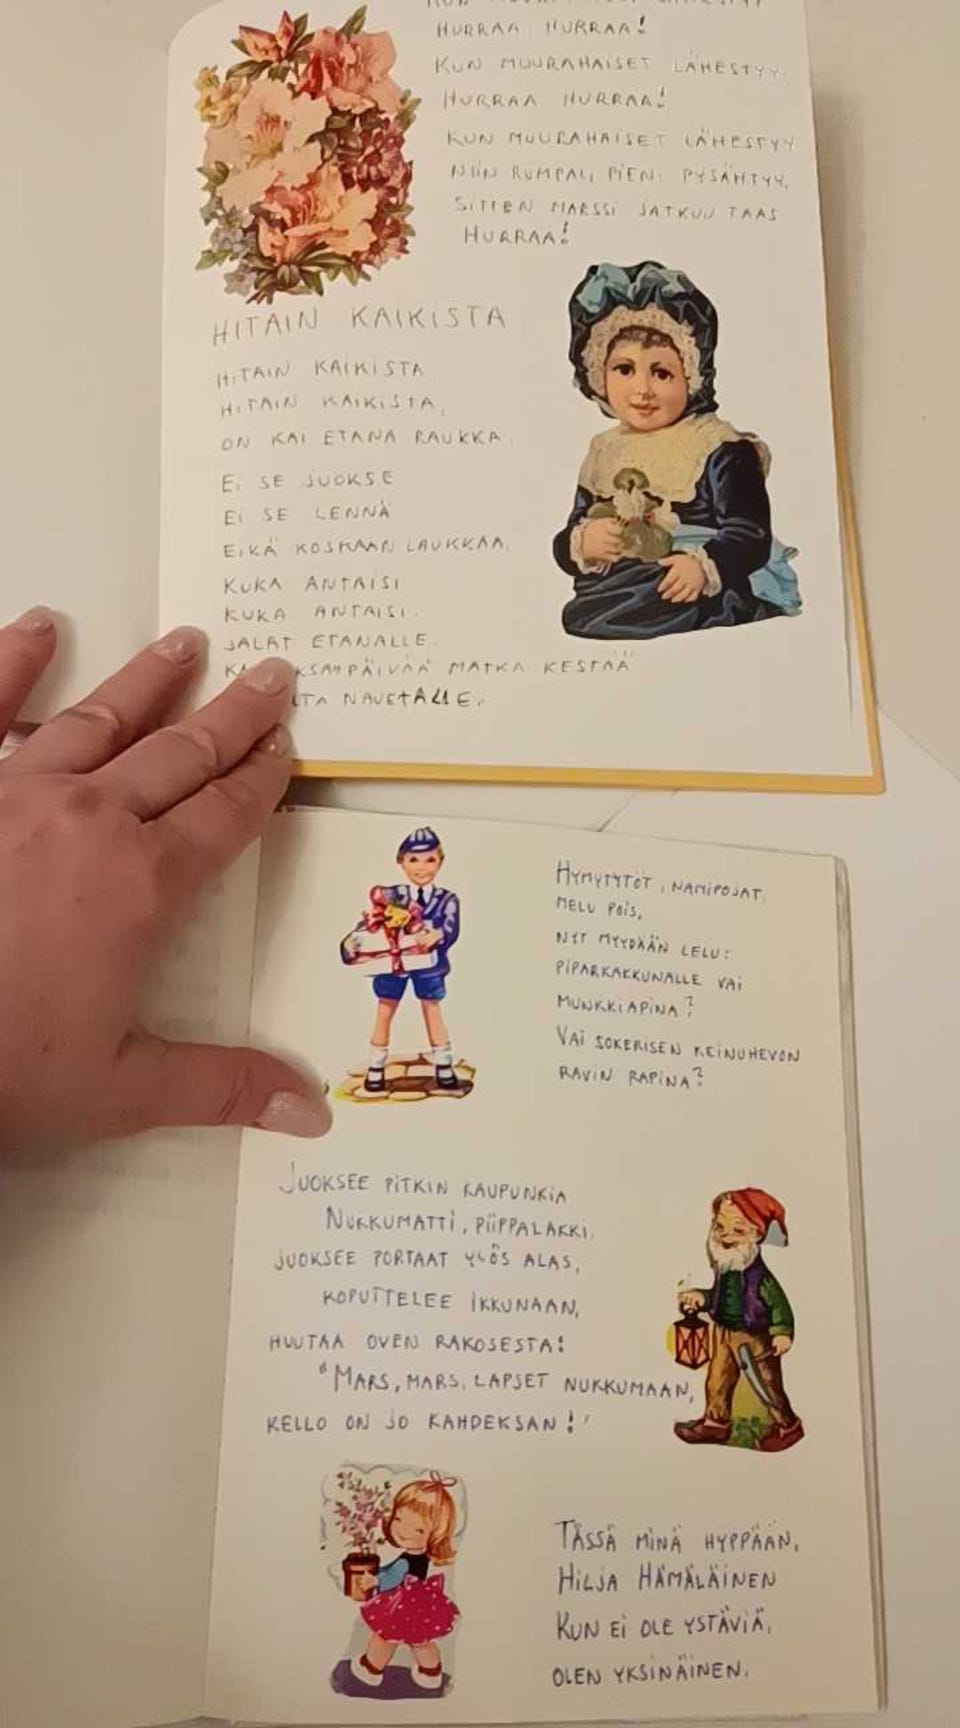 HURRAA, HURRAA!
KUN MUURAHAISET LÄHESTYY,
HURRAA HURRAA!
KUN MUURAHAISET LÄHESTYY
NIIN RUMPALI PIENI PYSÄHTYY,
SITTEN MARSSI JATKUU TAAS
HURRAA!
HITAIN KAIKISTA
HITAIN KAIKISTA
HITAIN KAIKISTA,
ON KAI ETANA RAUKKA.
EI SE JUOKSE
EI SE LENNÄ
EIKÄ KOSKAAN LAUKKAA.
KUKA ANTAISI
KUKA ANTAISI.
JALAT ETANALLE.
MATKA KESTÄÄ
NAVETALLE.
HYMYTYTÖT, NAMIPOJAT,
MELU POIS,
NYT MYYDÄÄN LELU:
PIPARKAKKUNALLE VAI
MUNKKIAPINA?
VAI SOKERISEN KEINUHEVON
RAVIN RAPINA?
JUOKSEE PITKIN KAUPUNKIA
NUKKUMATTI, PIIPPALAKKI,
JUOKSEE PORTAAT YLÖS ALAS,
KOPUTTELEE IKKUNAAN,
HUUTAA OVEN RAKOSESTA:
"MARS, MARS, LAPSET NUKKUMAAN,
KELLO ON JO KAHDEKSAN!"
TÄSSÄ MINÄ HYPPÄÄN,
HILJA HÄMÄLÄINEN
KUN EI OLE YSTÄVIÄ,
OLEN YKSINÄINEN.